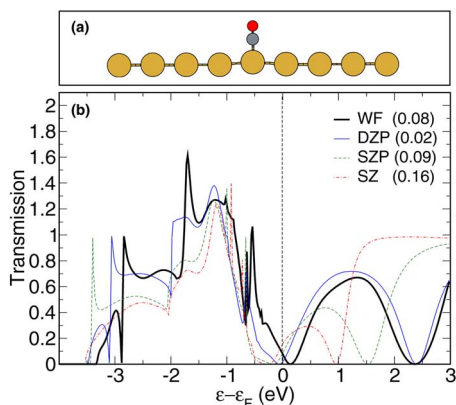 (a)
(b)
WF (0.08)
DZP (0.02)
SZP (0.09)
SZ (0.16)
Transmission
2
1.8
1.6
1.4
1.2
1
0.8
0.6
0.4
0.2
0
-3 -2 -1 0 1 2 3
ε-εF (eV)